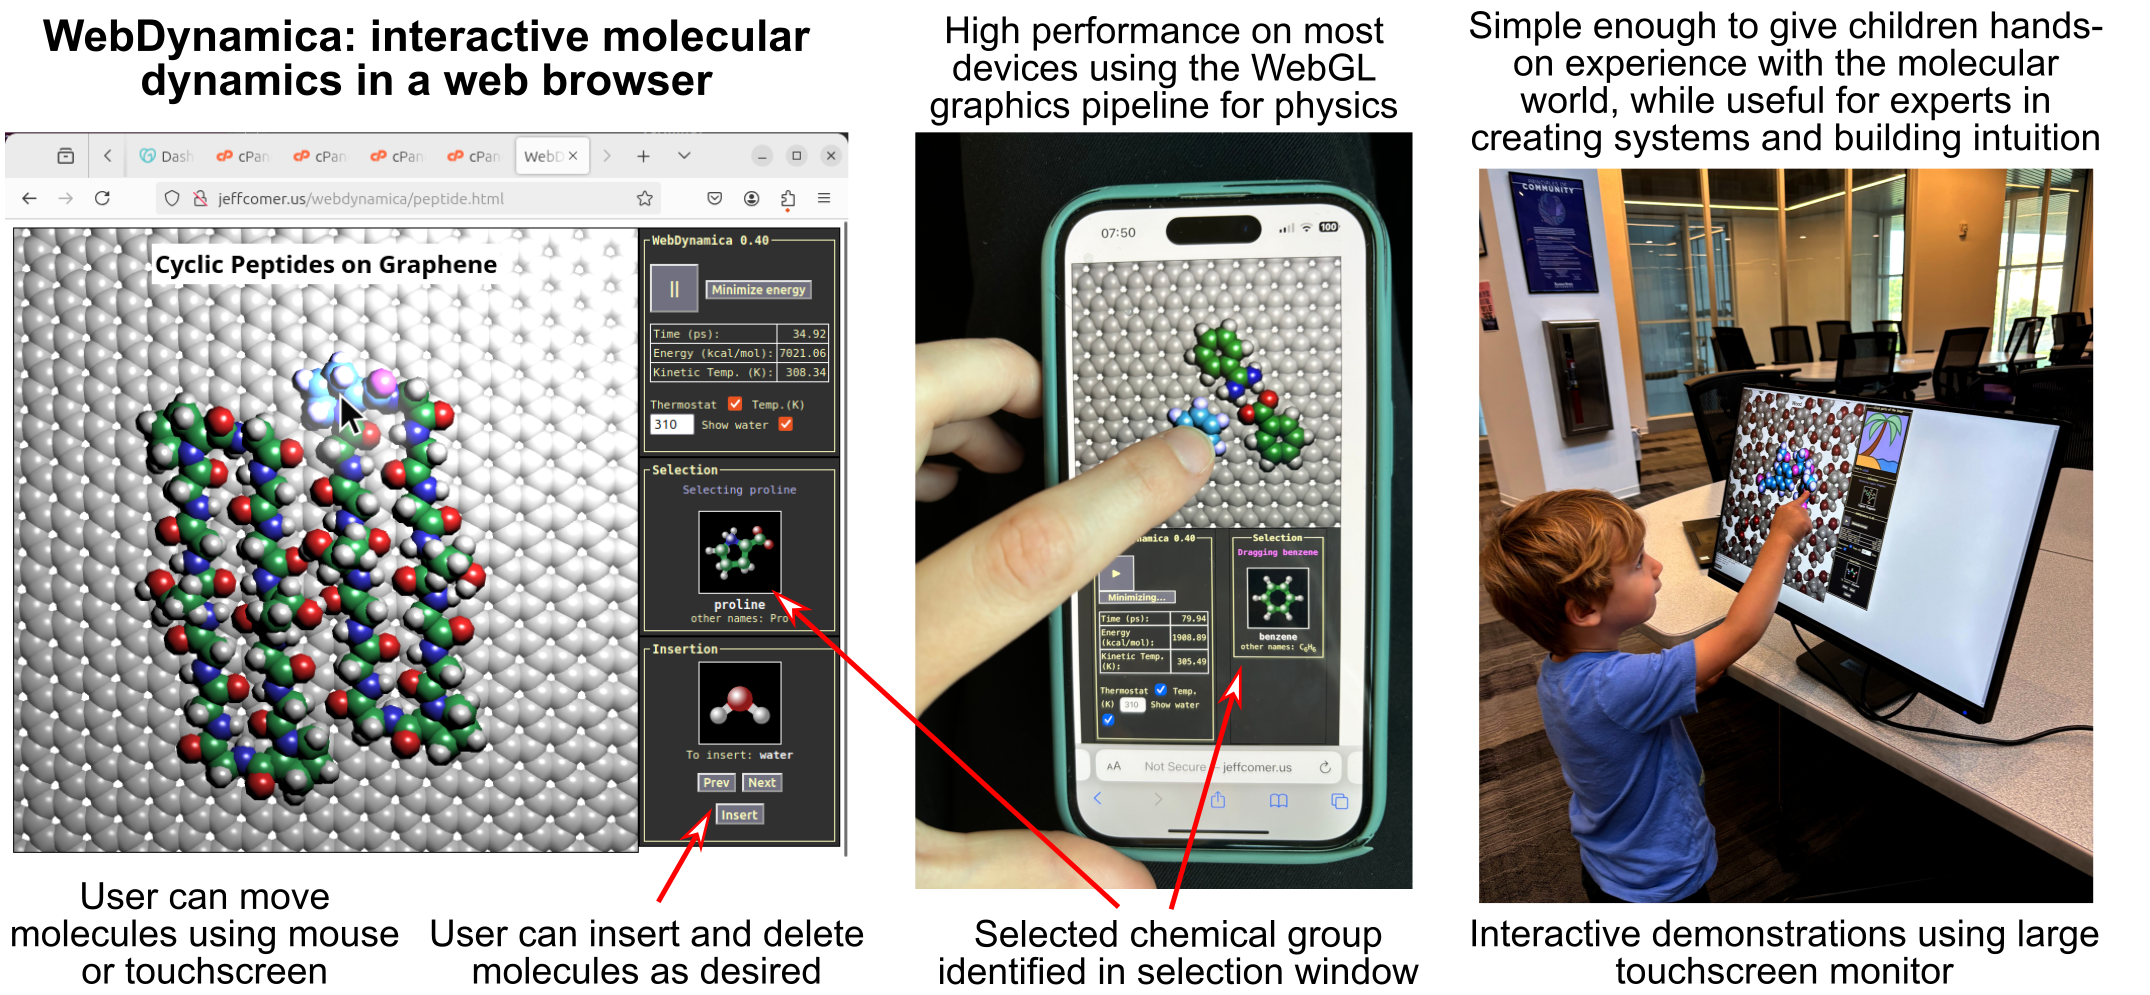 WebDynamica: interactive molecular
dynamics in a web browser
Dash
cPan
cPan
cPan
cPan
WebD
jeffcomer.us/webdynamica/peptide.html
Cyclic Peptides on Graphene
WebDynamica 0.40
Minimize energy
Time (ps): 34.92
Energy (kcal/mol): 7021.06
Kinetic Temp. (K): 308.34
Thermostat Temp.(K)
310 Show water
Selection
Selecting proline
proline
other names: Pro
Insertion
To insert: water
Prev Next
Insert
User can move
molecules using mouse
or touchscreen
User can insert and delete
molecules as desired
High performance on most
devices using the WebGL
graphics pipeline for physics
07:50
100
namica 0.40
Minimizing...
Time (ps): 79.94
Energy
(kcal/mol): 1908.89
Kinetic Temp.
(K): 305.49
Thermostat Temp.
(K) 310 Show water
Selection
Dragging benzene
benzene
other names: C₆H₆
AA Not Secure — jeffcomer.us
Selected chemical group
identified in selection window
Simple enough to give children hands-
on experience with the molecular
world, while useful for experts in
creating systems and building intuition
PRINCIPLES OF
COMMUNITY
Interactive demonstrations using large
touchscreen monitor